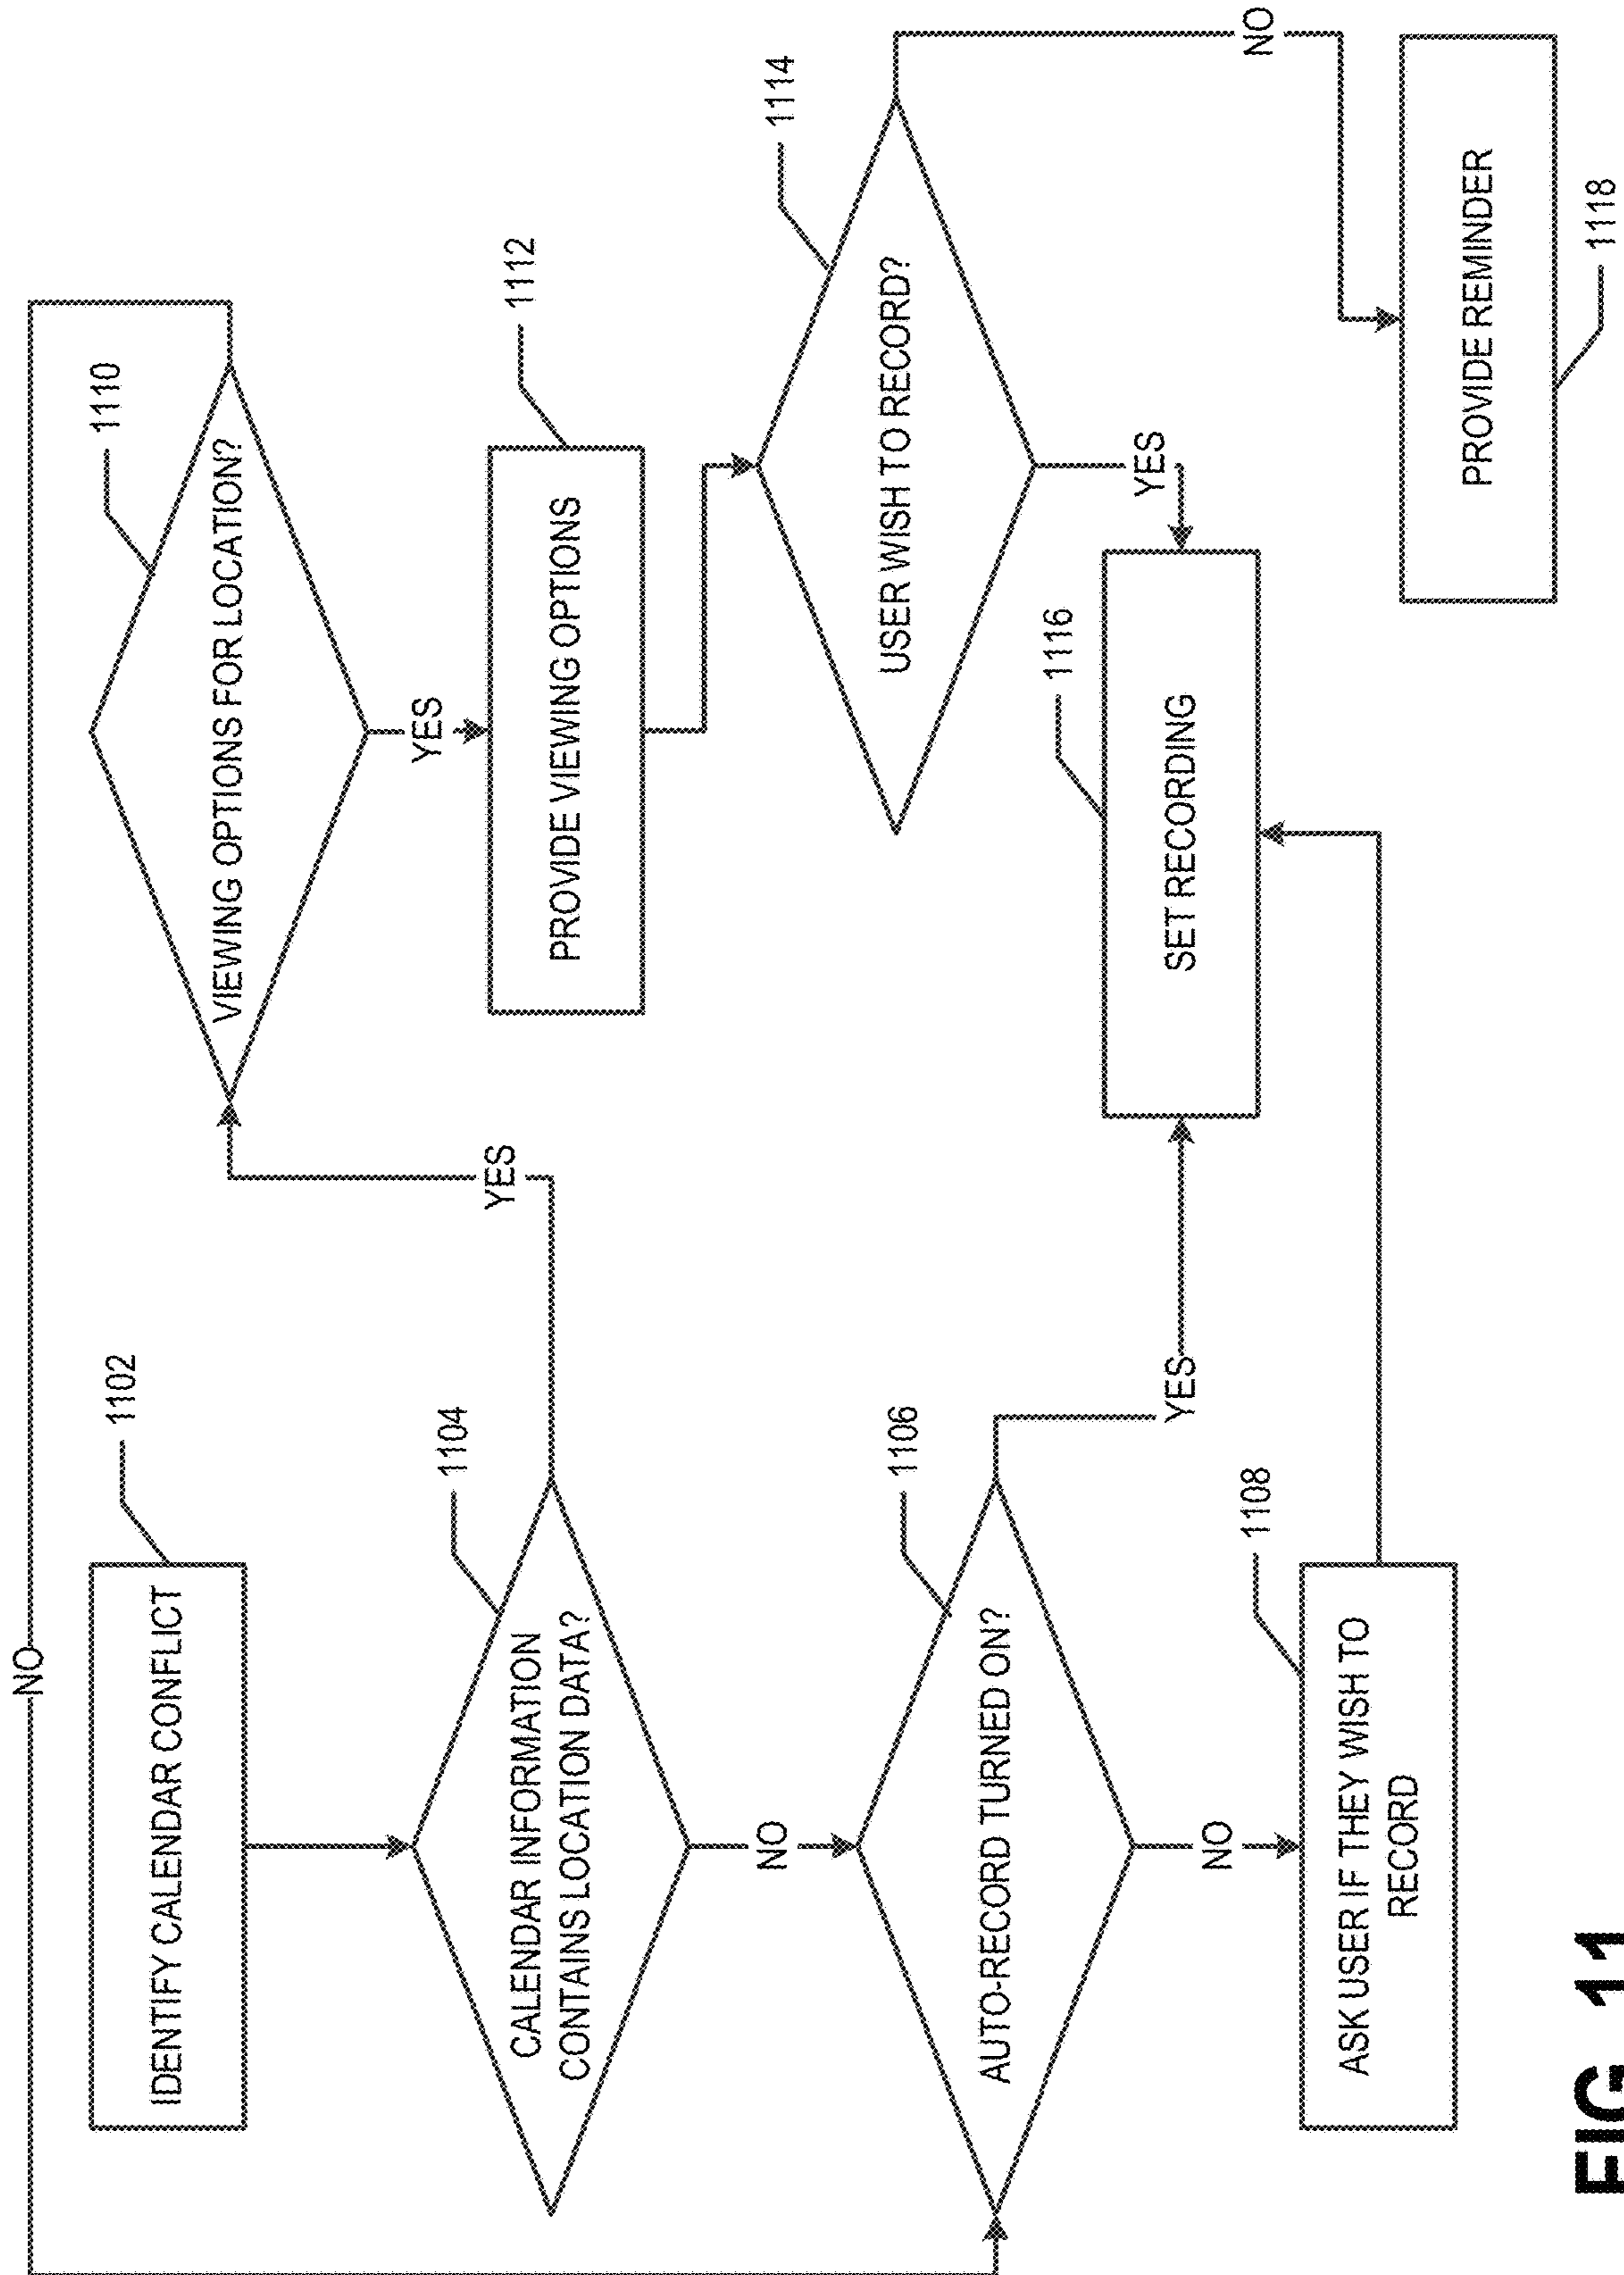 NO
IDENTIFY CALENDAR CONFLICT
1102
CALENDAR INFORMATION
CONTAINS LOCATION DATA?
1104
YES
NO
AUTO-RECORD TURNED ON?
1106
YES
NO
ASK USER IF THEY WISH TO
RECORD
1108
VIEWING OPTIONS FOR LOCATION?
1110
YES
PROVIDE VIEWING OPTIONS
1112
USER WISH TO RECORD?
1114
YES
NO
SET RECORDING
1116
PROVIDE REMINDER
1118
FIG. 11